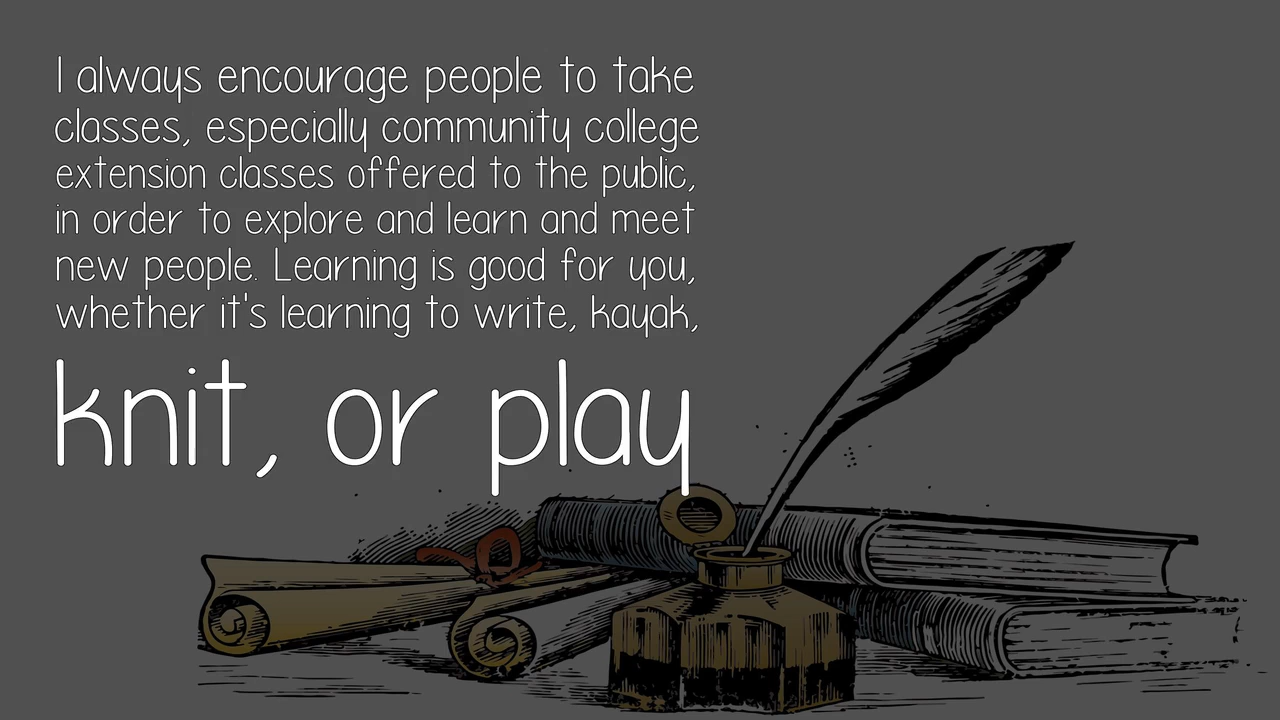 I always encourage people to take
classes, especially community college
extension classes offered to the public,
in order to explore and learn and meet
new people. Learning is good for you,
whether it's learning to write, kayak,
knit, or play